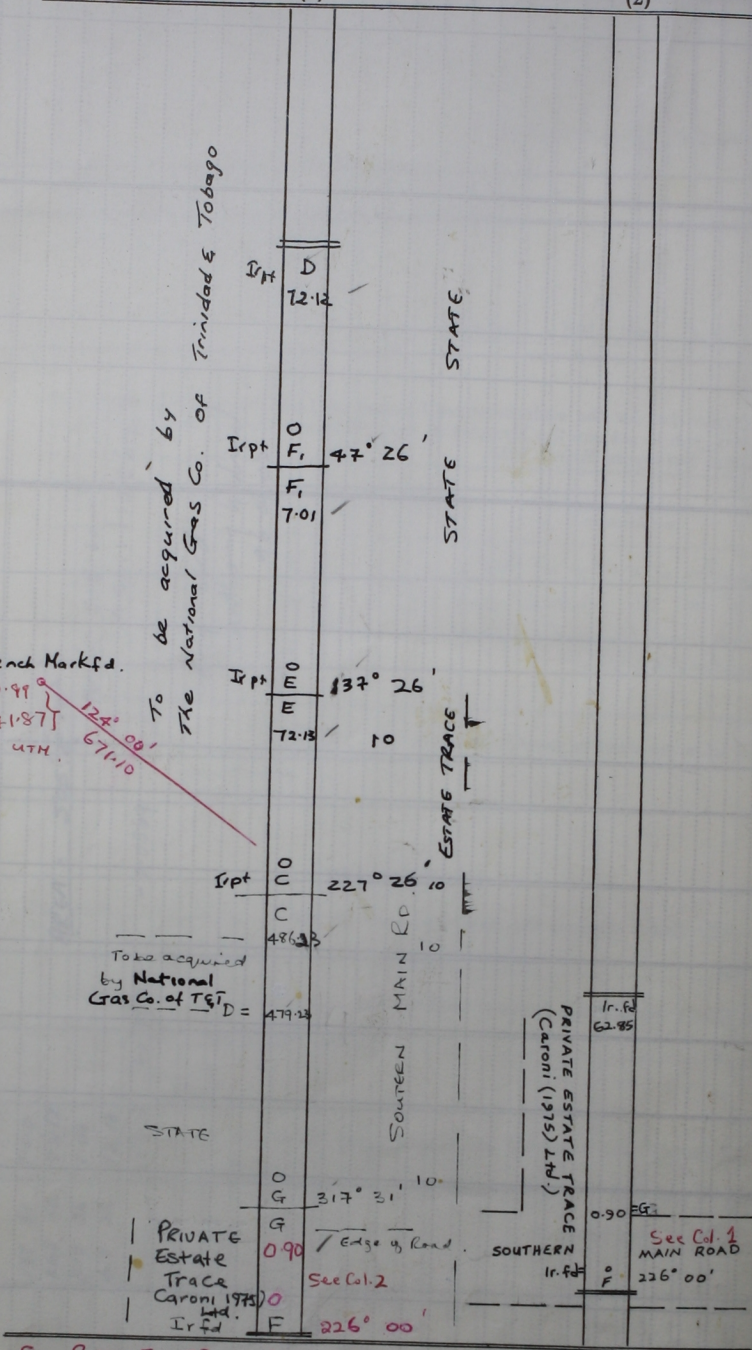 (2)
Irpt D
72.12
To be acquired by
The National Gas Co. of Trinidad & Tobago
STATE
O
Irpt F₁ 47° 26'
F₁
7.01
STATE
O
Irpt E 137° 26'
E
72.13 10
Mark fd.
124° 00'
671.10
UTM.
ESTATE TRACE
O
Irpt C 227° 26' 10
C
10
To be acquired
by National
Gas Co. of T&T D = 479.23
SOUTERN MAIN RD.
STATE
O
G 317° 31' 10
G
PRIVATE
Estate
Trace
Caroni 1975)
Ltd.
0.90 Edge of Road.
See Col. 2
O
Irfd F 226° 00'
Ir. fd
62.85
PRIVATE ESTATE TRACE
(Caroni (1975) Ltd.)
0.90 =G
See Col. 1
SOUTHERN MAIN ROAD
Ir. fd= O
F 226° 00'